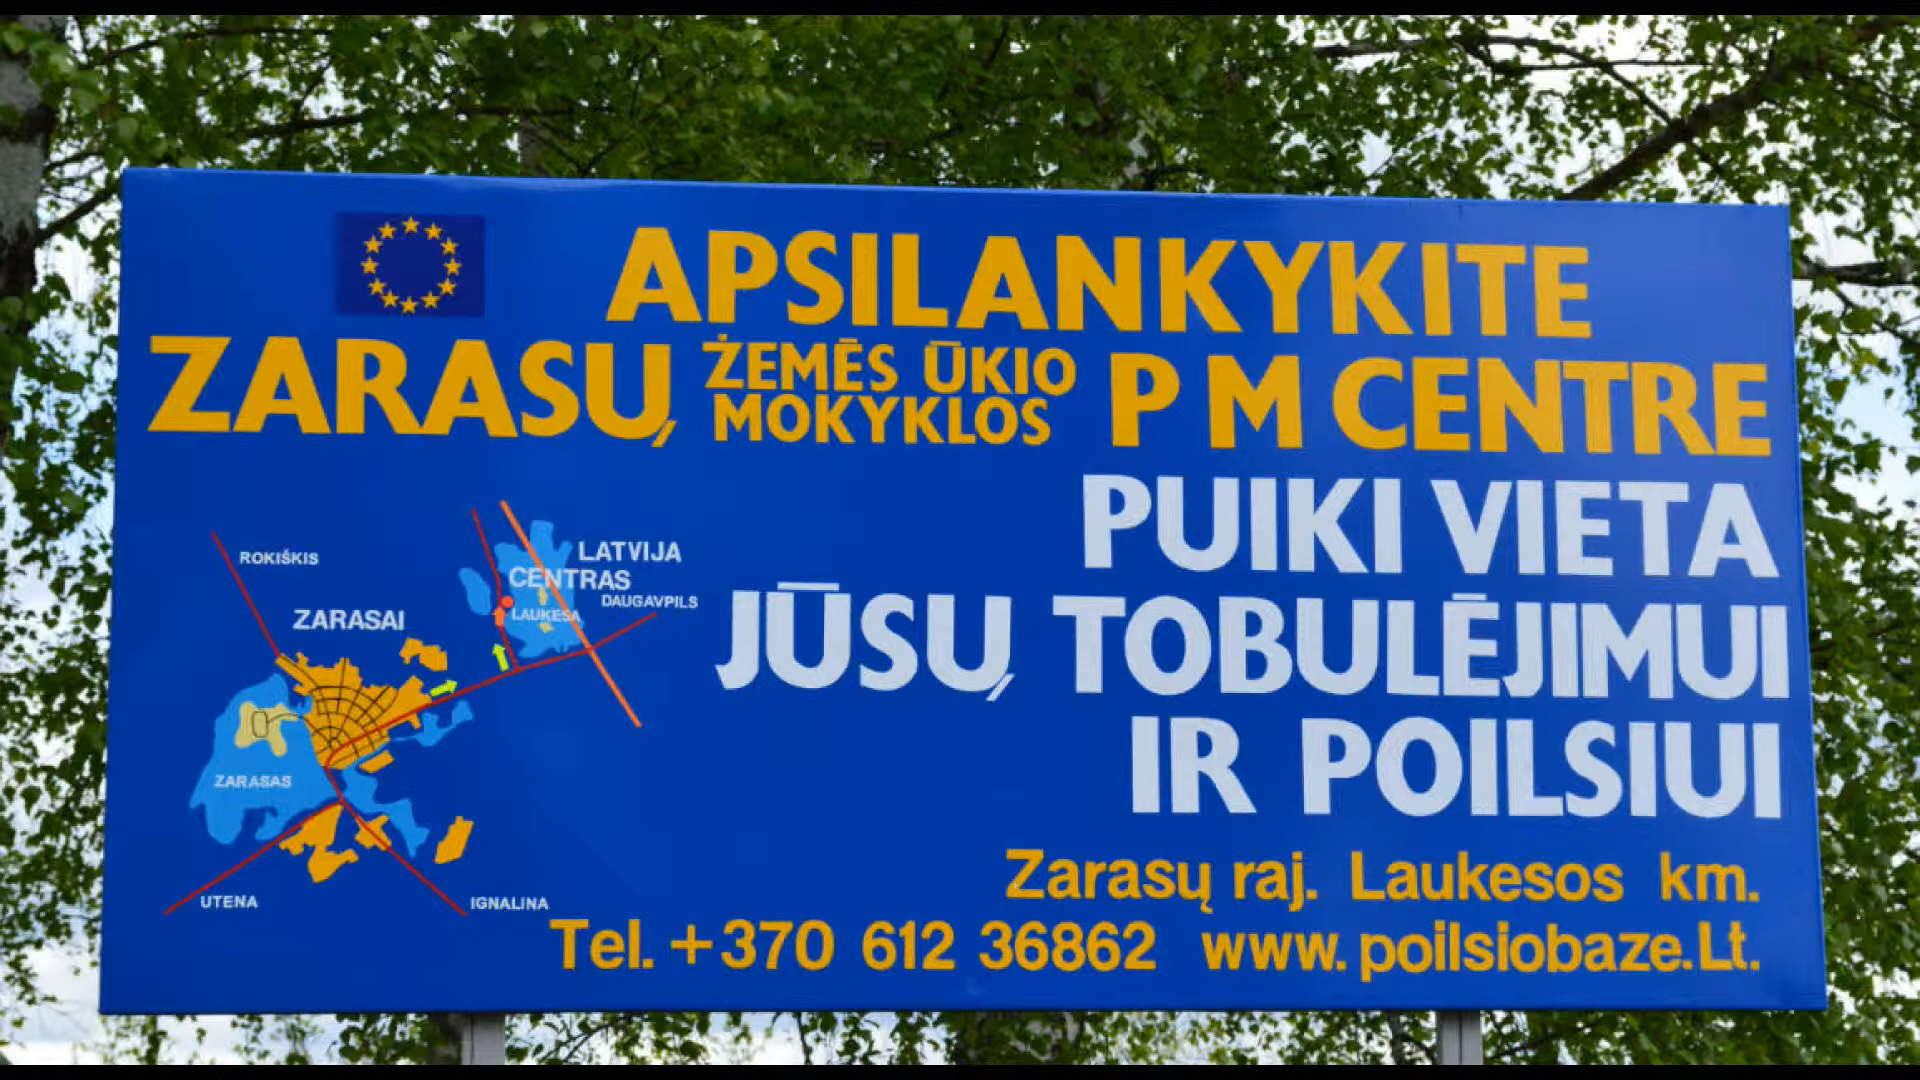 APSILANKYKITE
ZARASŲ ŽEMĖS ŪKIO MOKYKLOS P M CENTRE
PUIKI VIETA
JŪSŲ TOBULĖJIMUI
IR POILSIUI
ROKIŠKIS
LATVIJA
CENTRAS
DAUGAVPILS
LAUKESA
ZARASAI
ZARASAS
UTENA
IGNALINA
Zarasų raj. Laukesos km.
Tel. +370 612 36862 www.poilsiobaze.Lt.